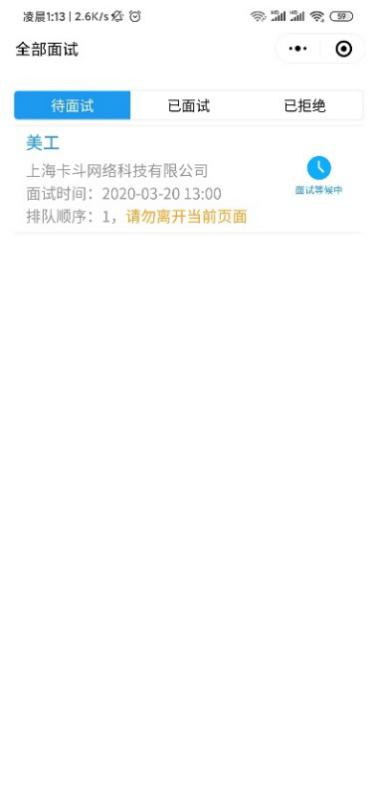 凌晨1:13 | 2.6K/s
59
全部面试
待面试
已面试
已拒绝
美工
上海卡斗网络科技有限公司
面试时间：2020-03-20 13:00
排队顺序：1，请勿离开当前页面
面试等候中